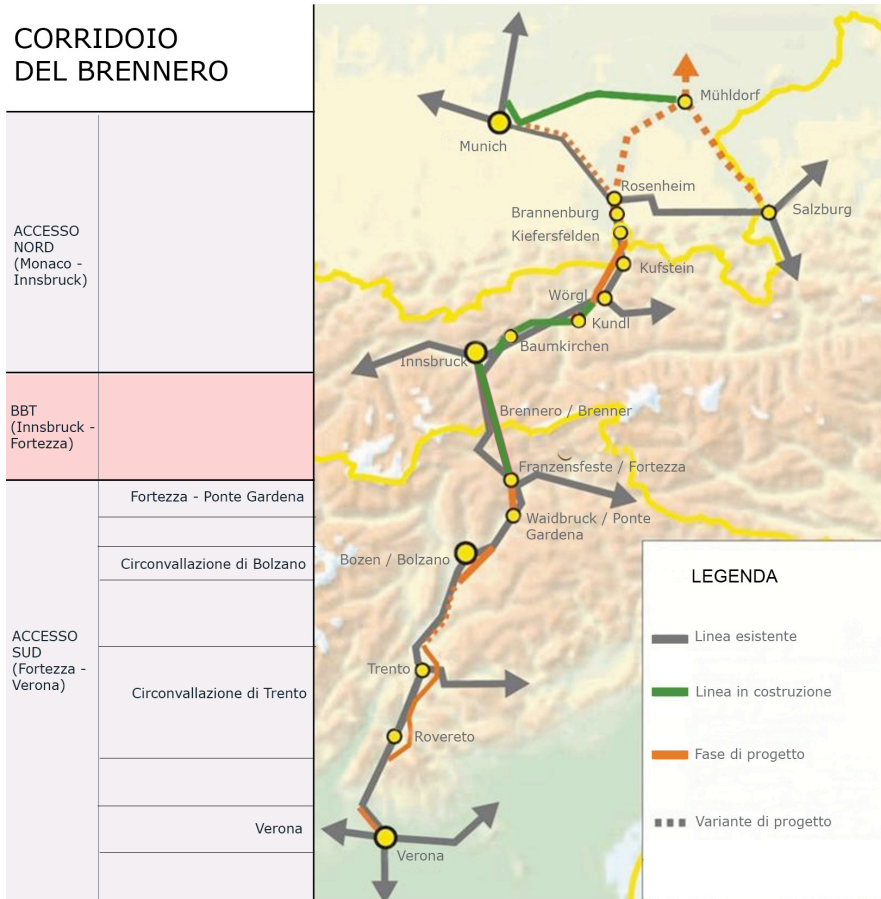 CORRIDOIO
DEL BRENNERO
ACCESSO
NORD
(Monaco -
Innsbruck)
BBT
(Innsbruck -
Fortezza)
ACCESSO
SUD
(Fortezza -
Verona)
Fortezza - Ponte Gardena
Circonvallazione di Bolzano
Circonvallazione di Trento
Verona
Mühldorf
Munich
Rosenheim
Brannenburg
Salzburg
Kiefersfelden
Kufstein
Wörgl
Kundl
Baumkirchen
Innsbruck
Brennero / Brenner
Franzensfeste / Fortezza
Waidbruck / Ponte
Gardena
Bozen / Bolzano
Trento
Rovereto
Verona
LEGENDA
Linea esistente
Linea in costruzione
Fase di progetto
Variante di progetto